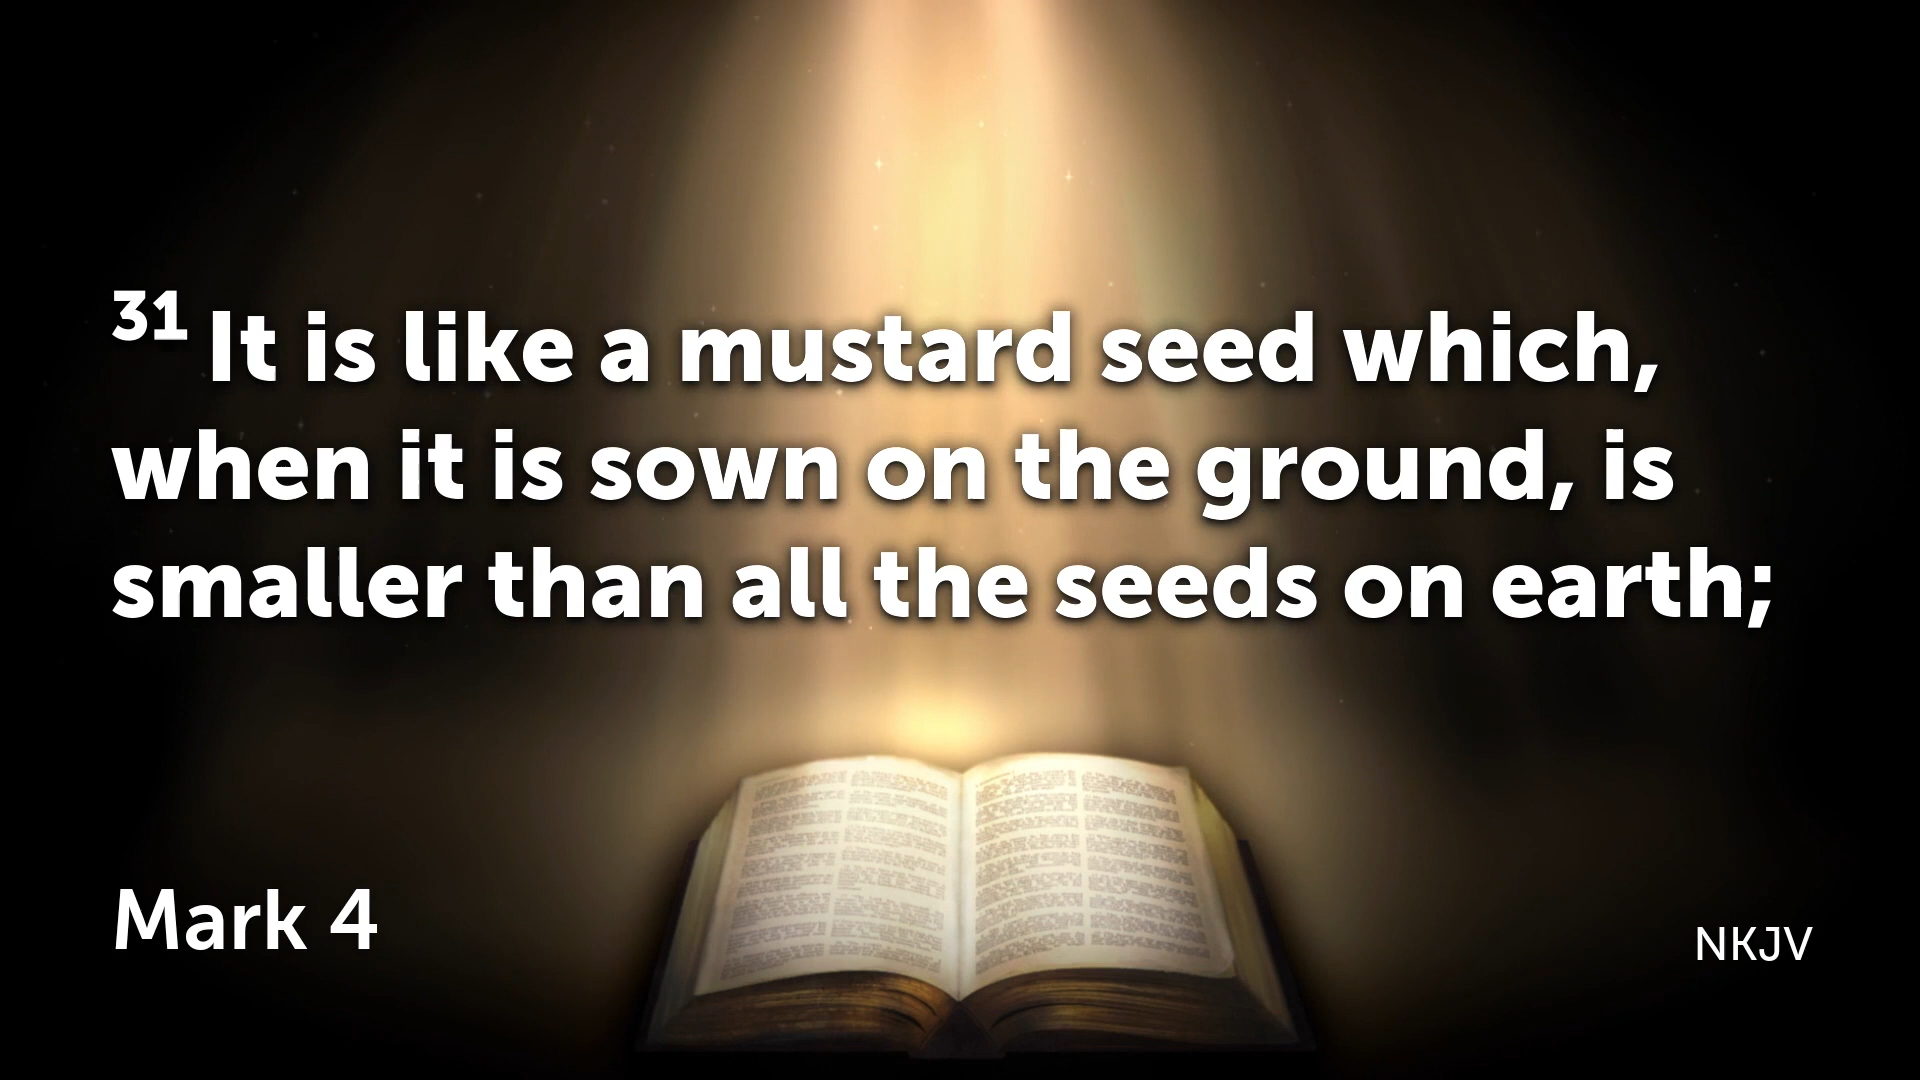 31 It is like a mustard seed which,
when it is sown on the ground, is
smaller than all the seeds on earth;
Mark 4
NKJV